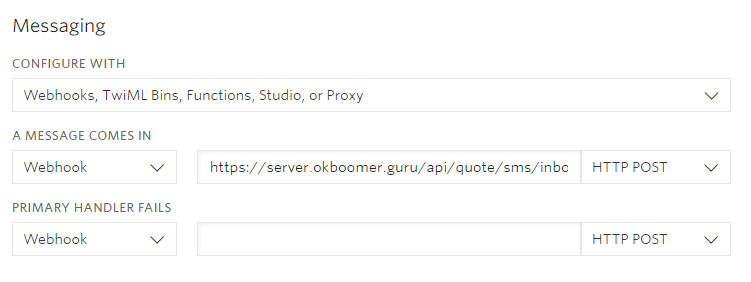 Messaging
CONFIGURE WITH
Webhooks, TwiML Bins, Functions, Studio, or Proxy
A MESSAGE COMES IN
Webhook https://server.okboomer.guru/api/quote/sms/inbo HTTP POST
PRIMARY HANDLER FAILS
Webhook HTTP POST